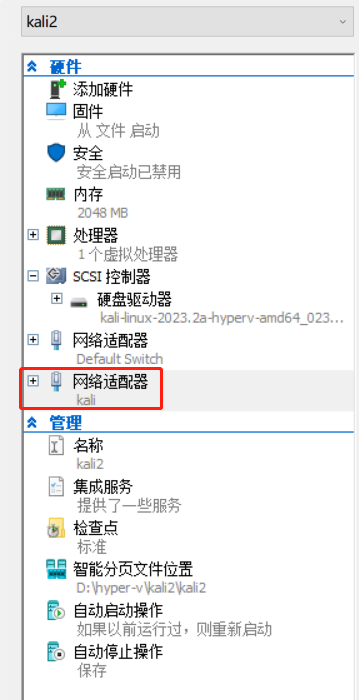 kali2
硬件
添加硬件
固件
从 文件 启动
安全
安全启动已禁用
内存
2048 MB
处理器
1 个虚拟处理器
SCSI 控制器
硬盘驱动器
kali-linux-2023.2a-hyperv-amd64_023...
网络适配器
Default Switch
网络适配器
kali
管理
名称
kali2
集成服务
提供了一些服务
检查点
标准
智能分页文件位置
D:\hyper-v\kali2\kali2
自动启动操作
如果以前运行过，则重新启动
自动停止操作
保存